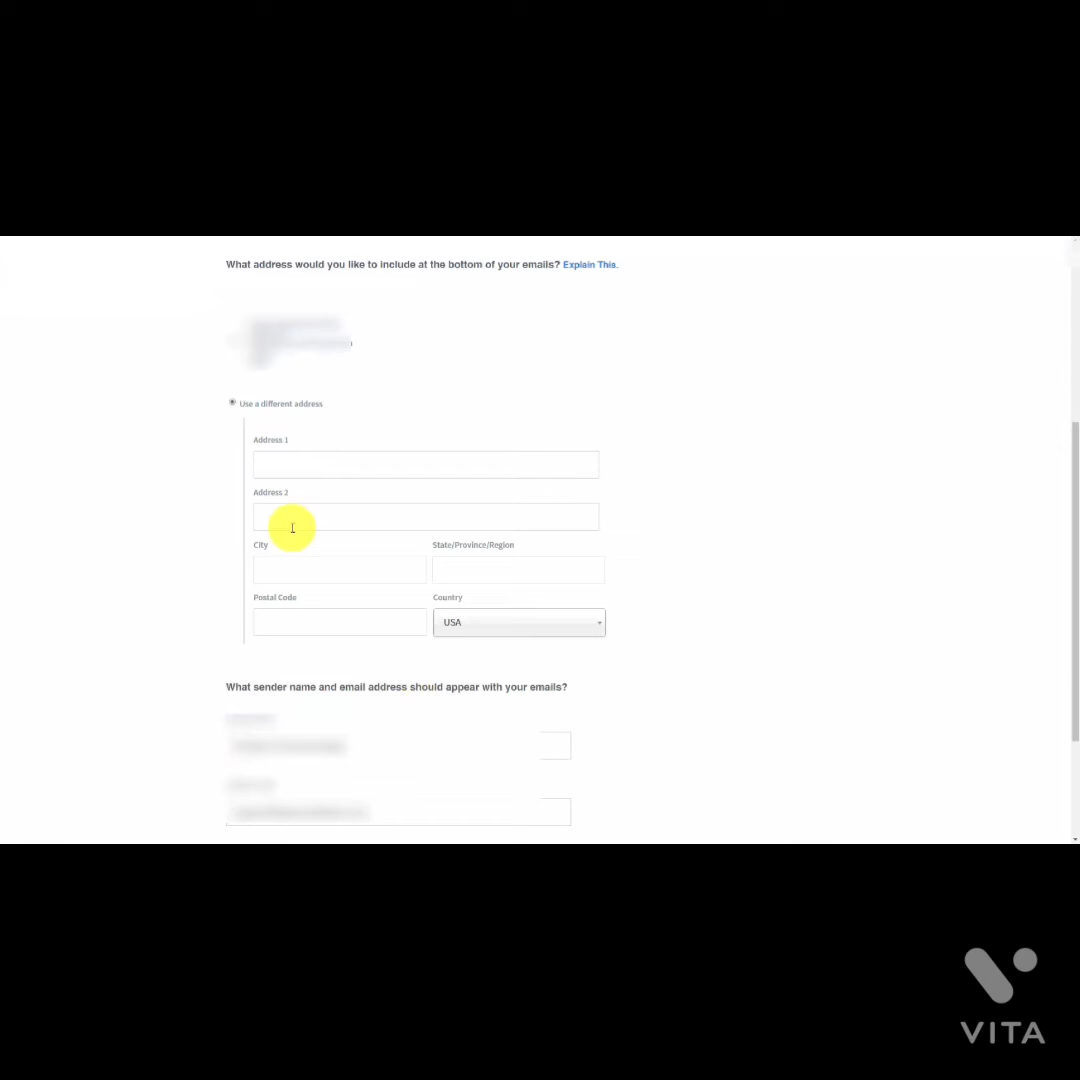 What address would you like to include at the bottom of your emails? Explain This.
Use a different address
Address 1
Address 2
City State/Province/Region
Postal Code Country
USA
What sender name and email address should appear with your emails?
VITA